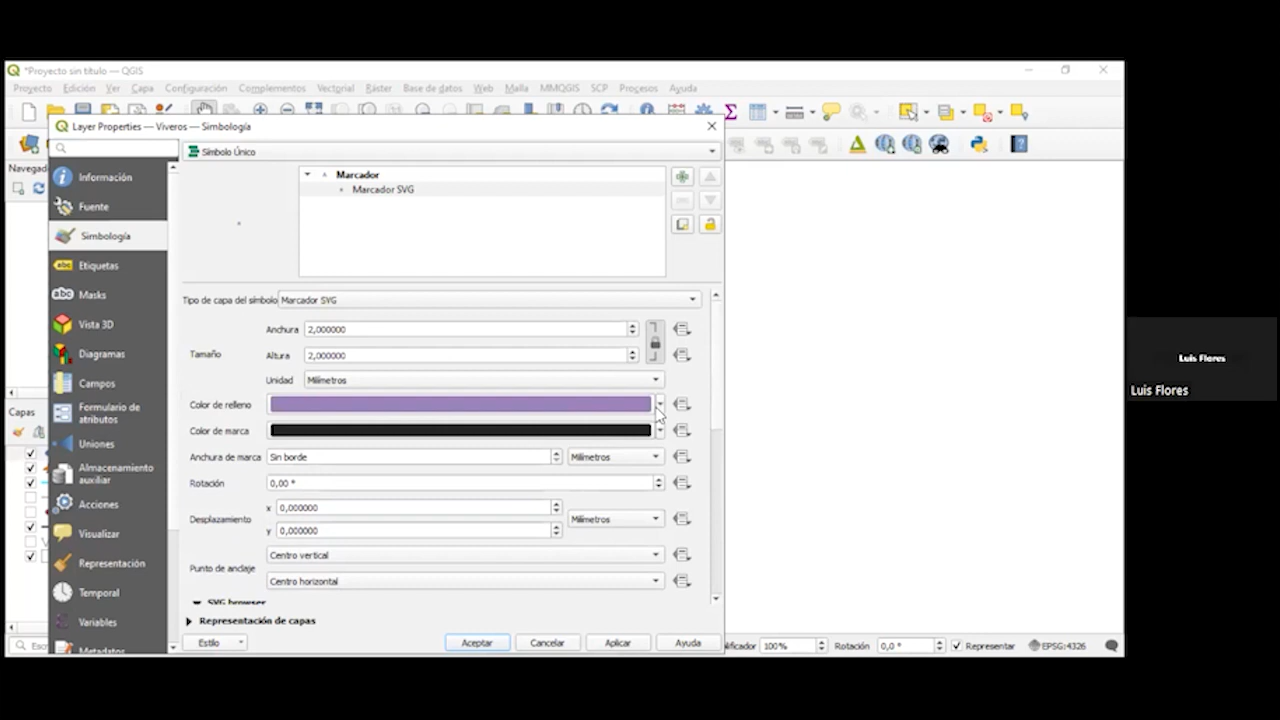 *Proyecto sin título — QGIS
Proyecto Edición Ver Capa Configuración Complementos Vectorial Ráster Base de datos Web Malla MMQGIS SCP Procesos Ayuda
Layer Properties — Viveros — Simbología
Símbolo Único
Navegad
Información
Fuente
Simbología
Etiquetas
Masks
Vista 3D
Diagramas
Campos
Formulario de
atributos
Uniones
Almacenamiento
auxiliar
Acciones
Visualizar
Representación
Temporal
Variables
Metadatos
Capas
Marcador
Marcador SVG
Tipo de capa del símbolo Marcador SVG
Tamaño
Anchura 2,000000
Altura 2,000000
Unidad Milímetros
Color de relleno
Color de marca
Anchura de marca Sin borde Milímetros
Rotación 0,00 °
Desplazamiento
x 0,000000
y 0,000000
Milímetros
Punto de anclaje
Centro vertical
Centro horizontal
SVG browser
Representación de capas
Estilo Aceptar Cancelar Aplicar Ayuda
ificador 100% Rotación 0,0 ° Representar EPSG:4326
Luis Flores
Luis Flores